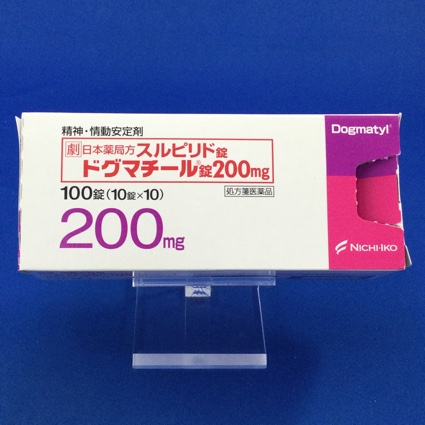 精神・情動安定剤
劇 日本薬局方 スルピリド錠
ドグマチール®錠200mg
100錠(10錠×10)
処方箋医薬品
200mg
Dogmatyl®
NICHI-IKO